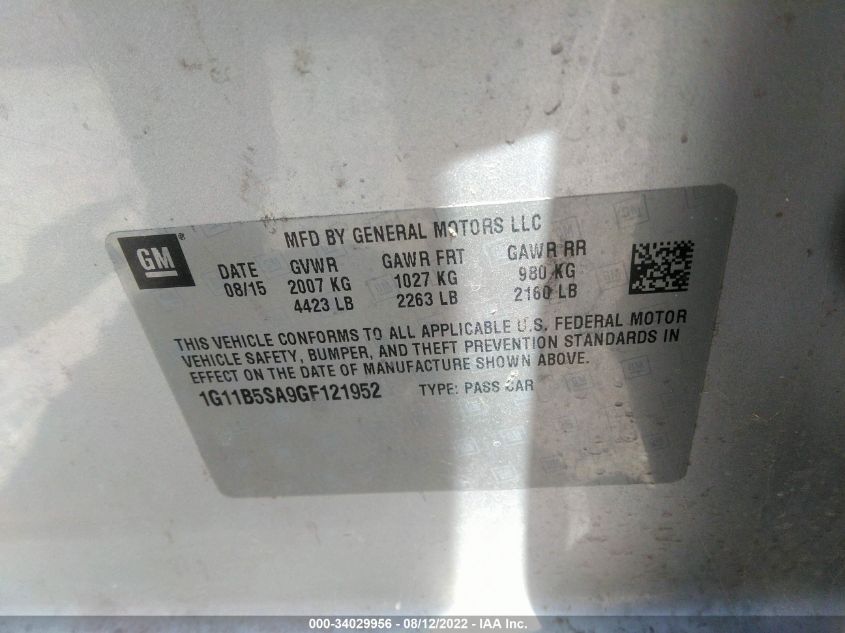 GM®
MFD BY GENERAL MOTORS LLC
DATE GVWR GAWR FRT GAWR RR
08/15 2007 KG 1027 KG 980 KG
4423 LB 2263 LB 2160 LB
THIS VEHICLE CONFORMS TO ALL APPLICABLE U.S. FEDERAL MOTOR
VEHICLE SAFETY, BUMPER, AND THEFT PREVENTION STANDARDS IN
EFFECT ON THE DATE OF MANUFACTURE SHOWN ABOVE.
1G11B5SA9GF121952 TYPE: PASS CAR
000-34029956 - 08/12/2022 - IAA Inc.